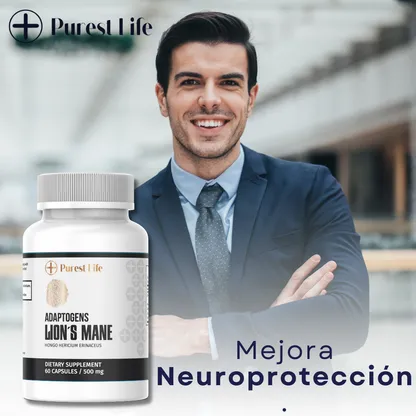 Purest Life
Purest Life
ADAPTOGENS
LION'S MANE
HONGO HERICIUM ERINACEUS
DIETARY SUPPLEMENT
60 CAPSULES / 500 mg
Mejora
Neuroprotección
.